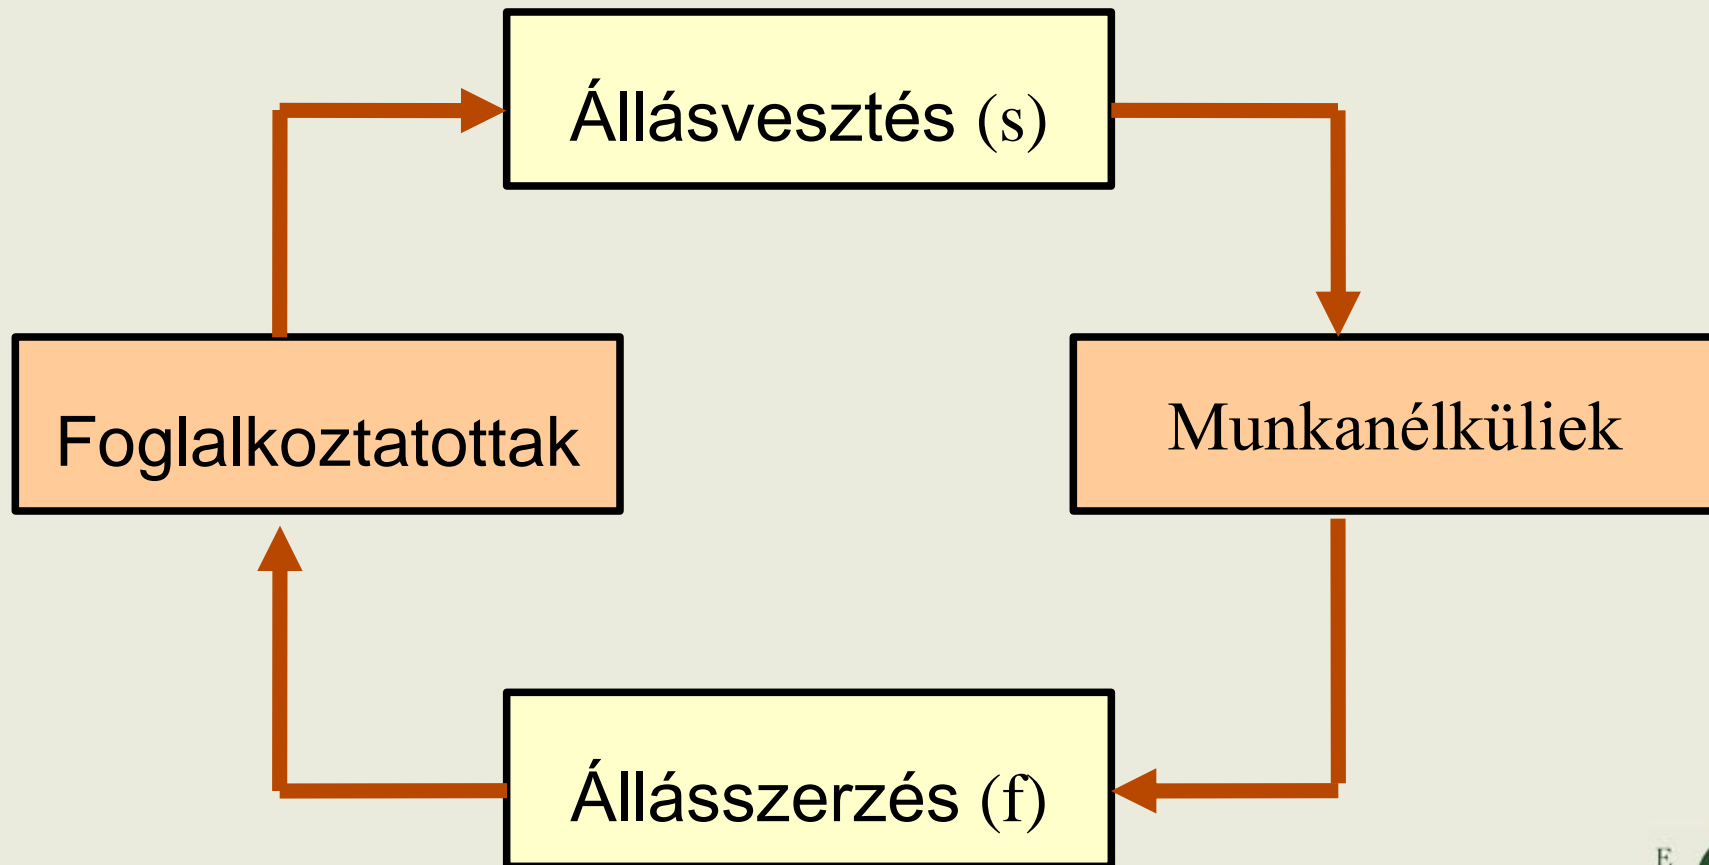 Állásvesztés (s)
Foglalkoztatottak
Munkanélküliek
Állásszerzés (f)
E